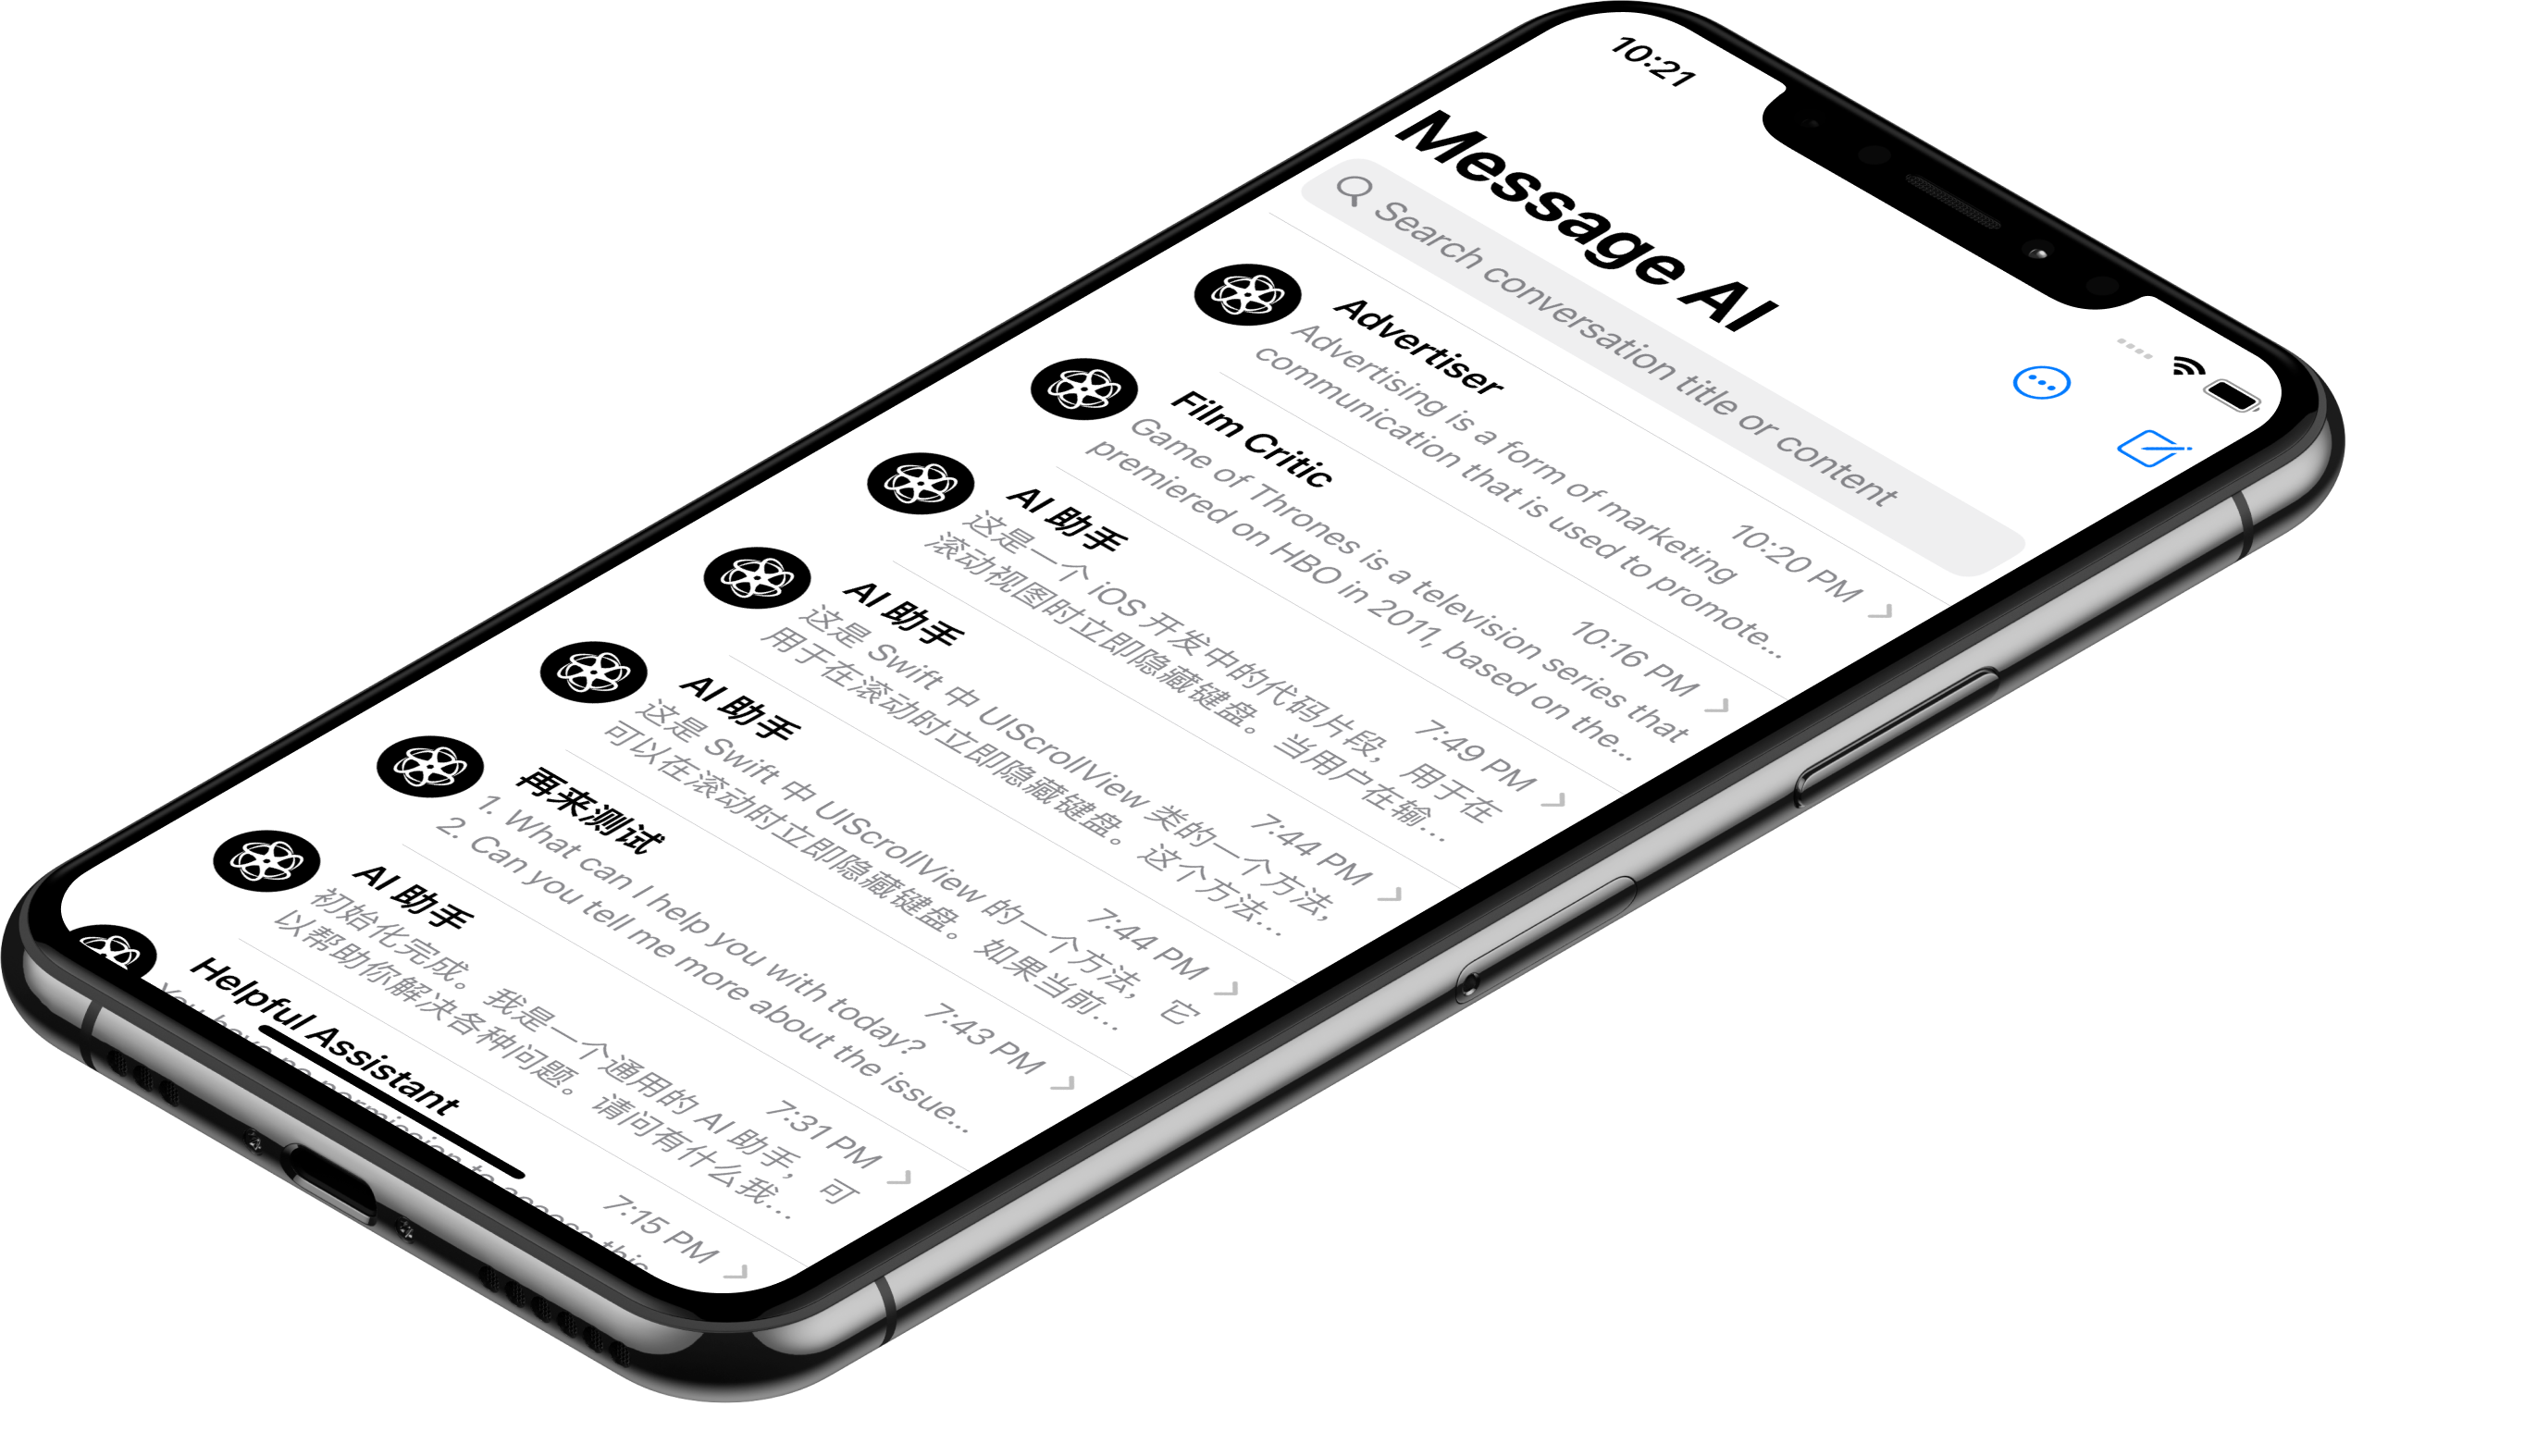 10:21
Message AI
Search conversation title or content
Advertiser
10:20 PM
Advertising is a form of marketing
communication that is used to promote...
Film Critic
10:16 PM
Game of Thrones is a television series that
premiered on HBO in 2011, based on the...
AI 助手
7:49 PM
这是一个 iOS 开发中的代码片段，用于在
滚动视图时立即隐藏键盘。当用户在输...
AI 助手
7:44 PM
这是 Swift 中 UIScrollView 类的一个方法，
用于在滚动时立即隐藏键盘。这个方法...
AI 助手
7:44 PM
这是 Swift 中 UIScrollView 的一个方法，它
可以在滚动时立即隐藏键盘。如果当前...
再来测试
7:43 PM
1. What can I help you with today?
2. Can you tell me more about the issue...
AI 助手
7:31 PM
初始化完成。我是一个通用的 AI 助手，可
以帮助你解决各种问题。请问有什么我...
Helpful Assistant
7:15 PM
You have no permission to access this